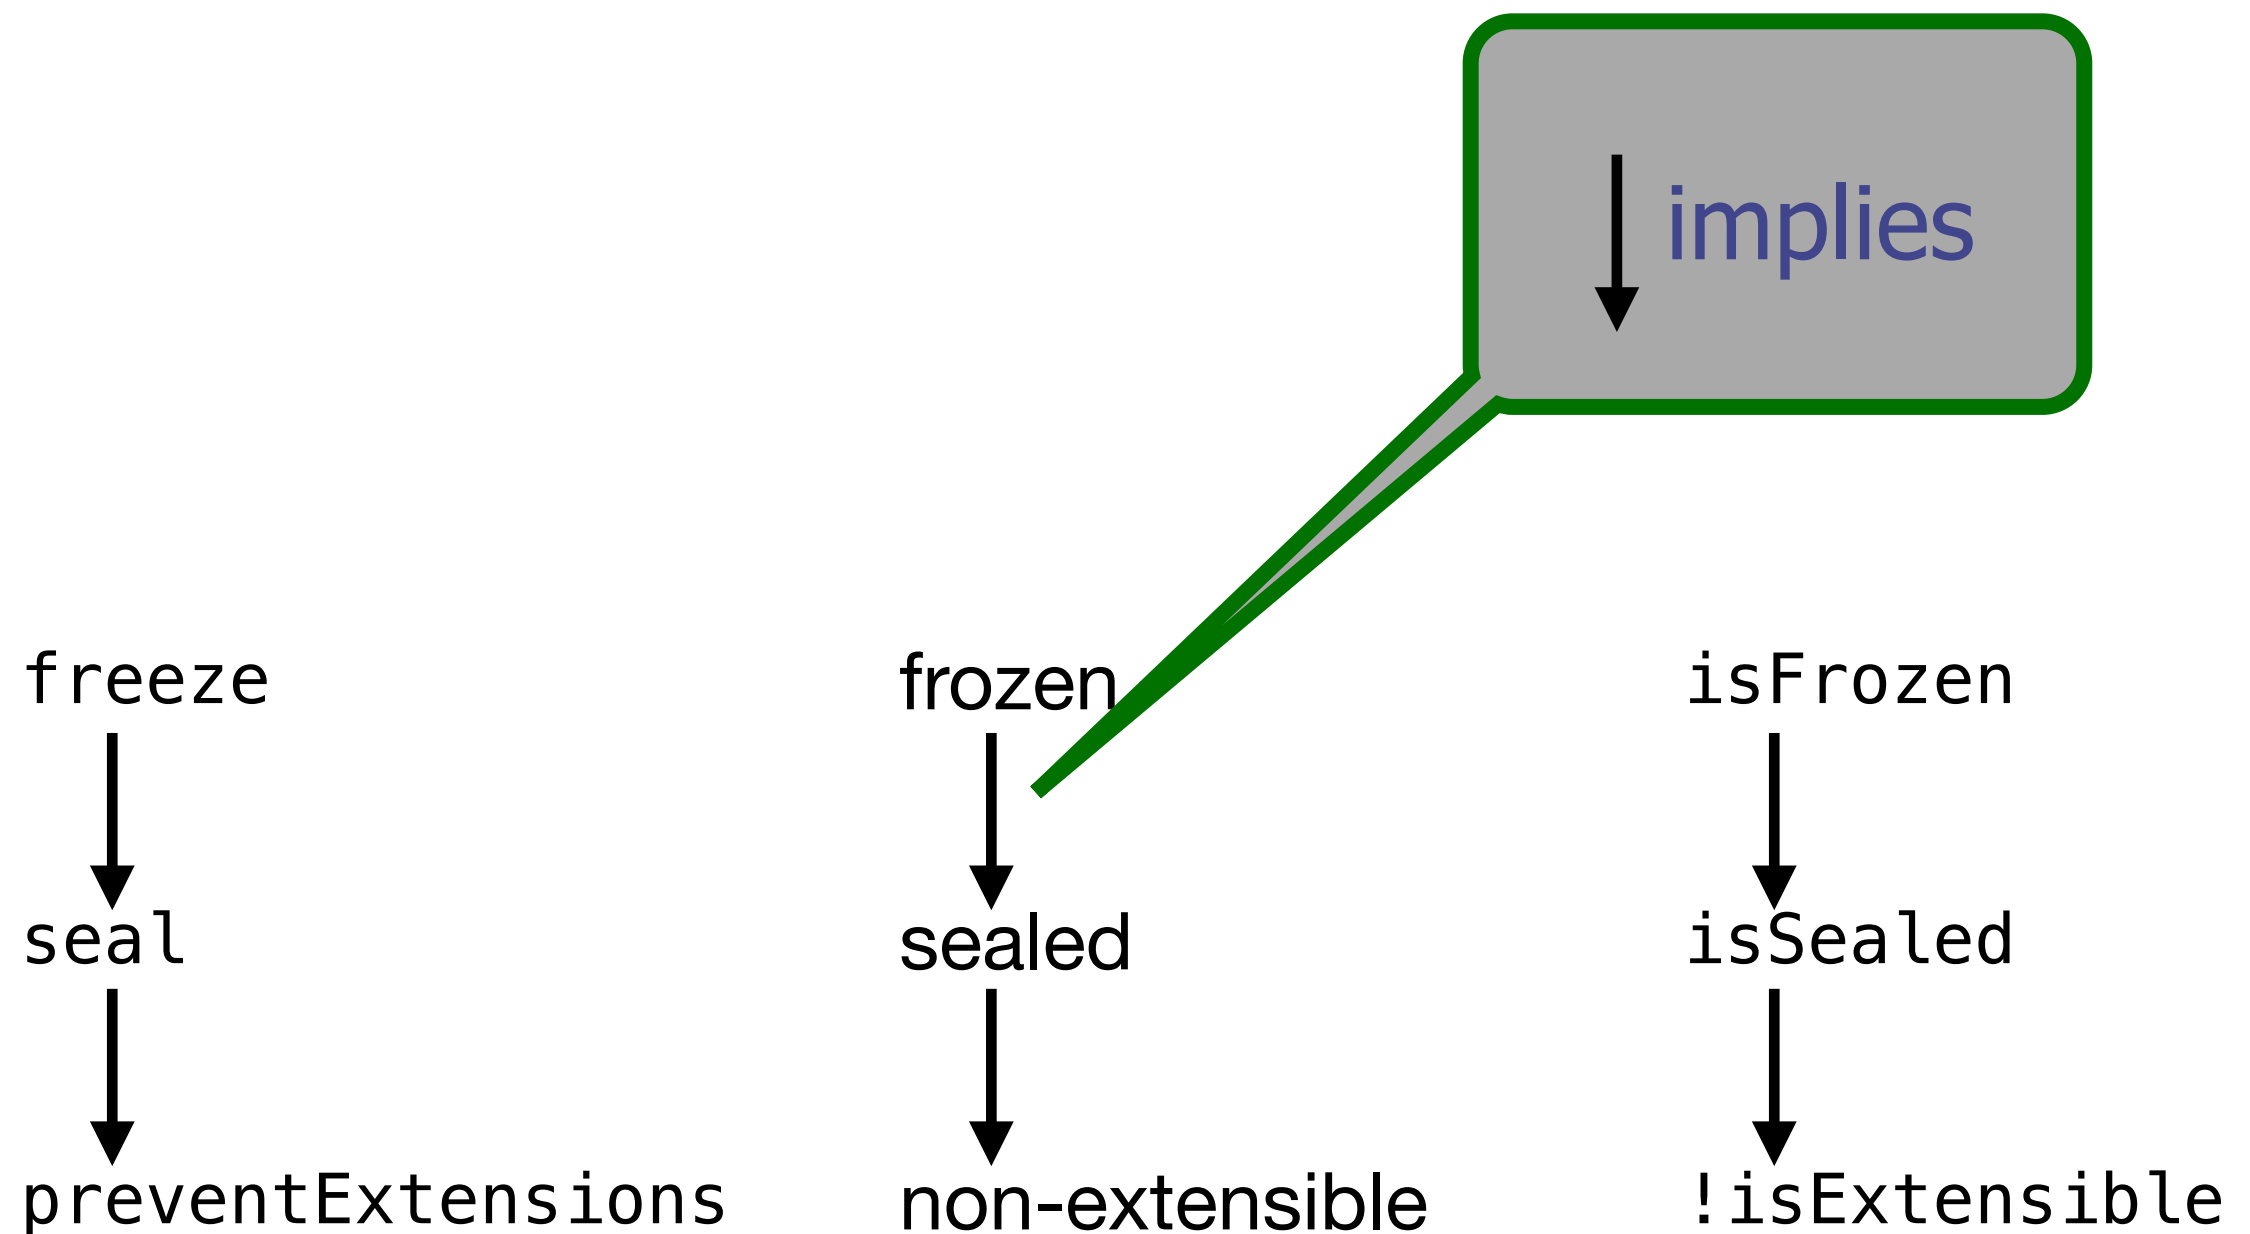 implies
freeze frozen isFrozen
seal sealed isSealed
preventExtensions non-extensible !isExtensible